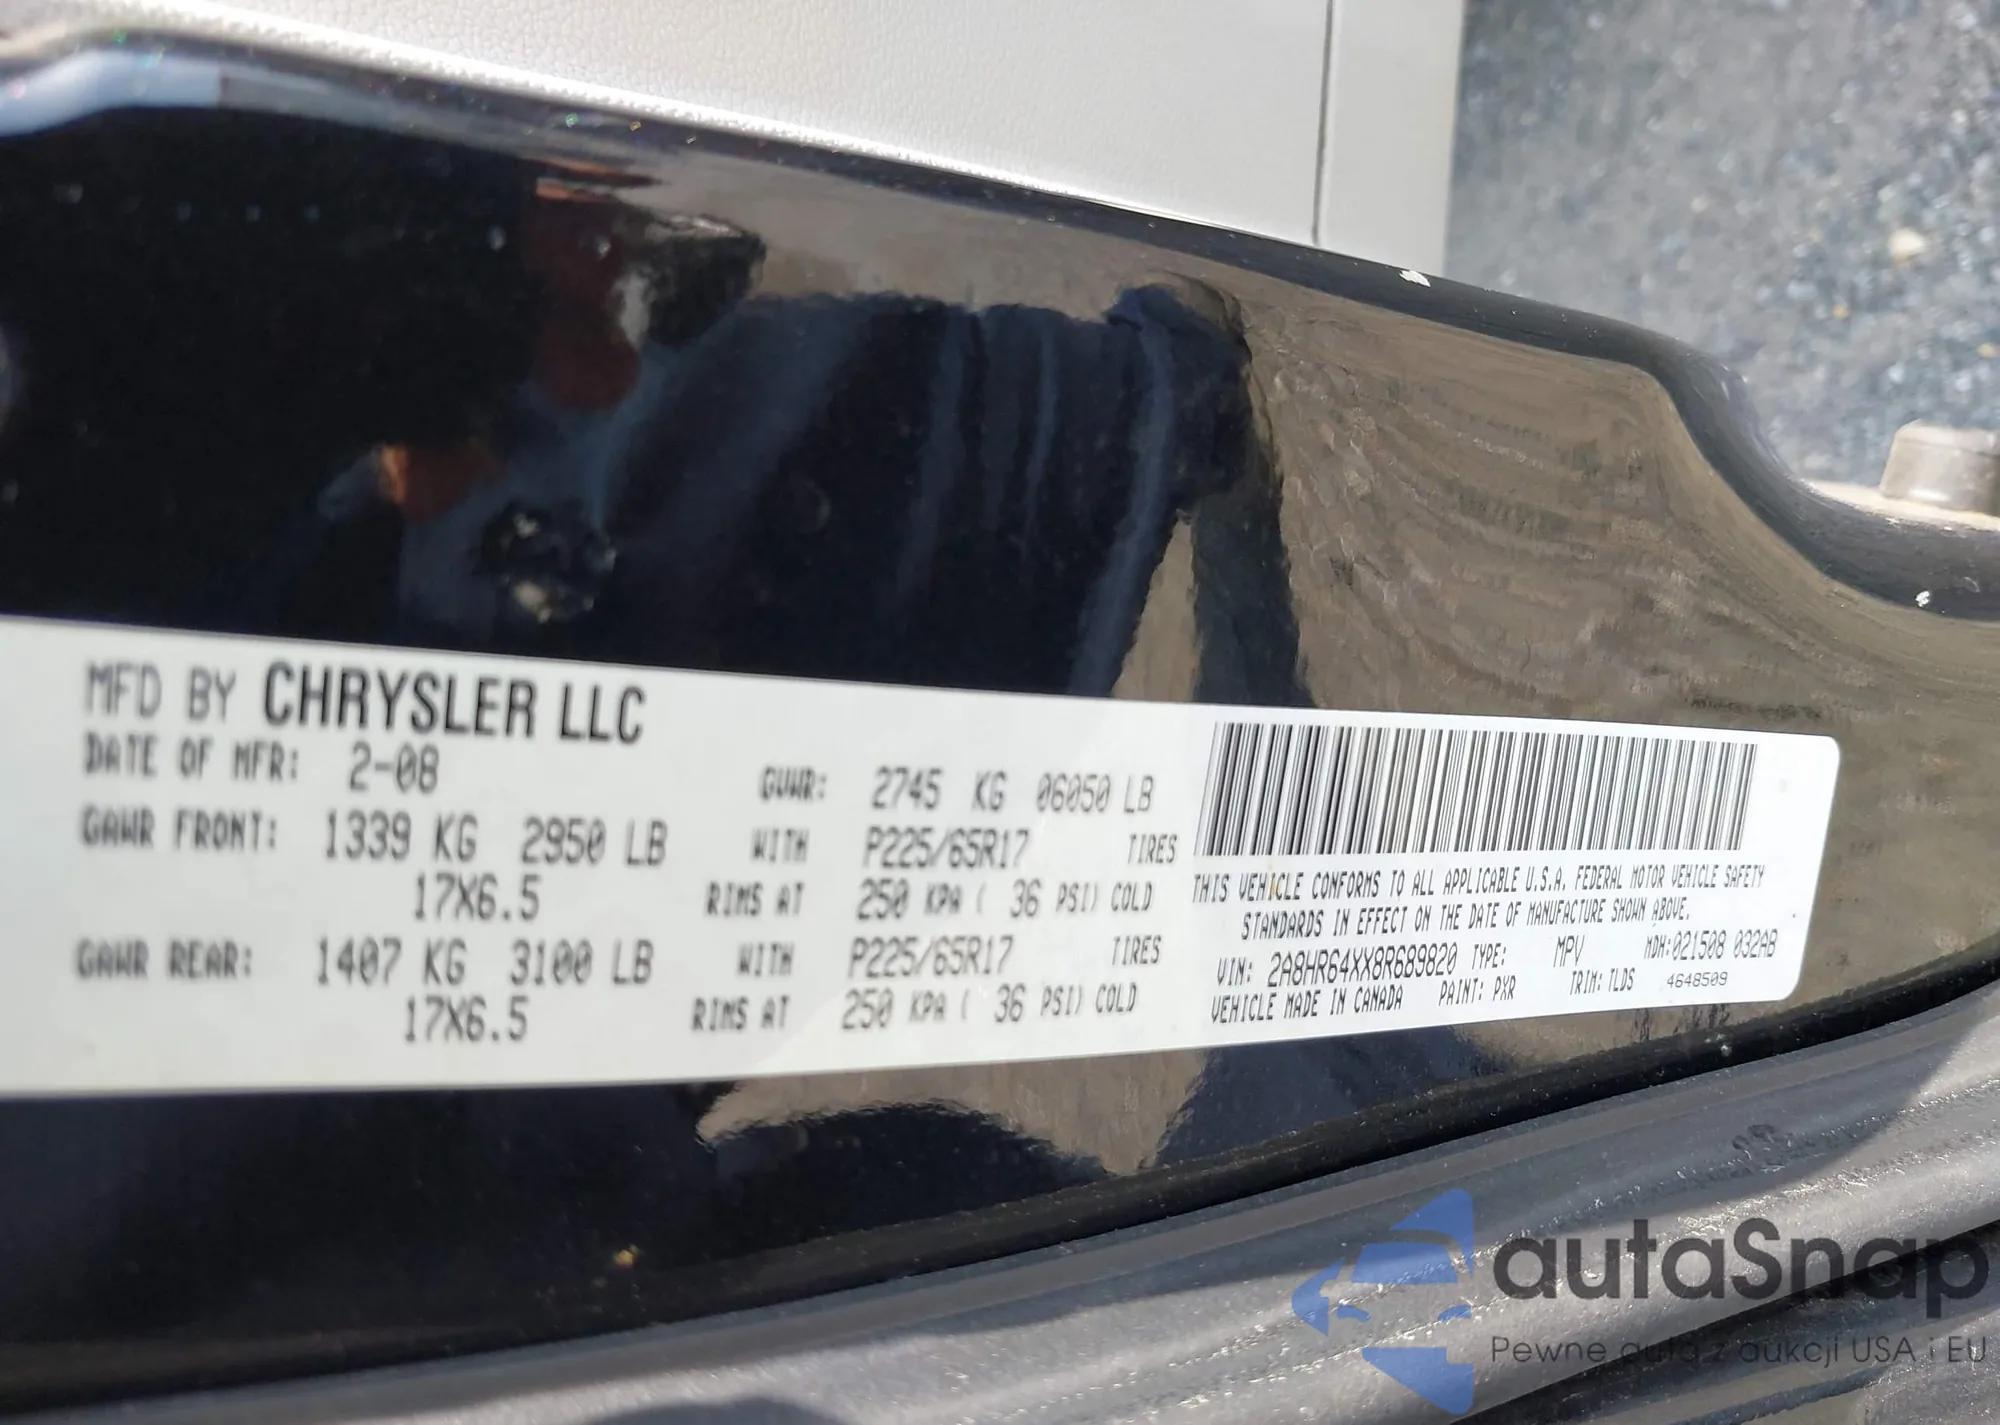 MFD BY CHRYSLER LLC
DATE OF MFR: 2-08 GVWR: 2745 KG 06050 LB
GAWR FRONT: 1339 KG 2950 LB WITH P225/65R17 TIRES
17X6.5 RIMS AT 250 KPA ( 36 PSI) COLD
GAWR REAR: 1407 KG 3100 LB WITH P225/65R17 TIRES
17X6.5 RIMS AT 250 KPA ( 36 PSI) COLD
THIS VEHICLE CONFORMS TO ALL APPLICABLE U.S.A. FEDERAL MOTOR VEHICLE SAFETY
STANDARDS IN EFFECT ON THE DATE OF MANUFACTURE SHOWN ABOVE.
VIN: 2A8HR64XX8R689820 TYPE: MPV MDH:021508 032AB
VEHICLE MADE IN CANADA PAINT: PXR TRIM: TLDS 4648509
autaSnap
Pewne auta z aukcji USA i EU